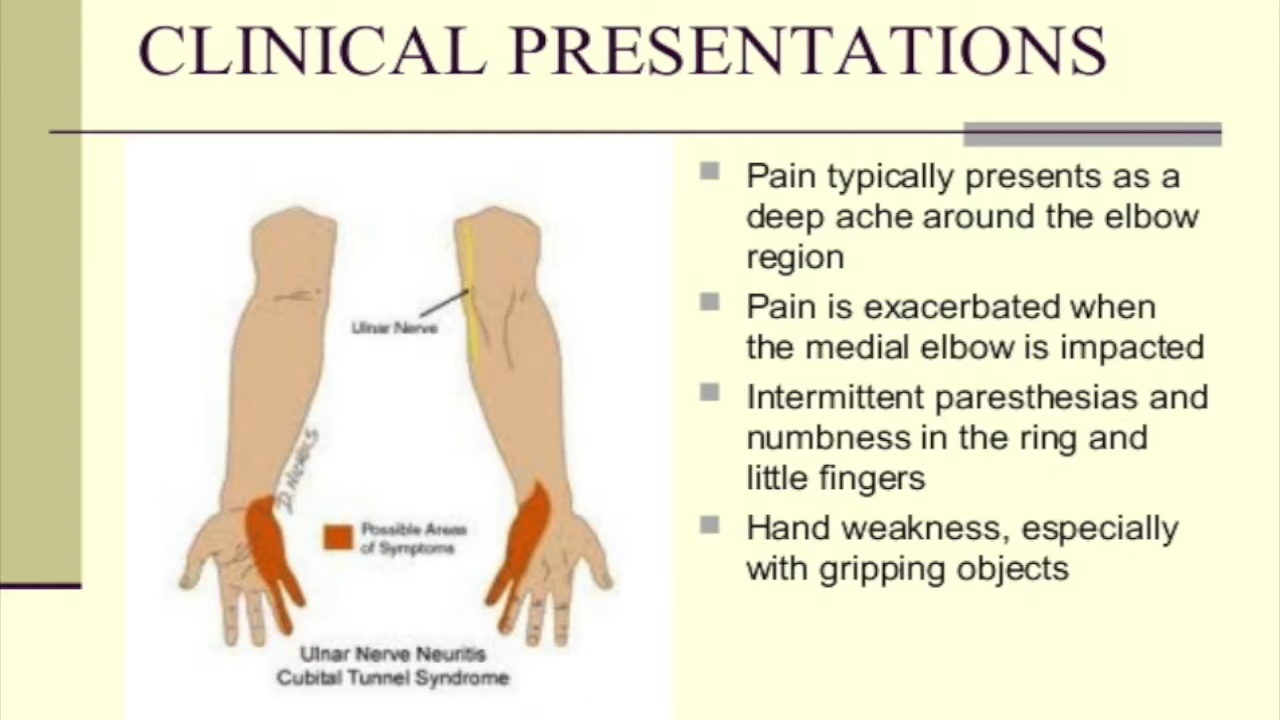 CLINICAL PRESENTATIONS
Ulnar Nerve
D. NICHOLS
Possible Areas
of Symptoms
Ulnar Nerve Neuritis
Cubital Tunnel Syndrome
Pain typically presents as a
deep ache around the elbow
region
Pain is exacerbated when
the medial elbow is impacted
Intermittent paresthesias and
numbness in the ring and
little fingers
Hand weakness, especially
with gripping objects